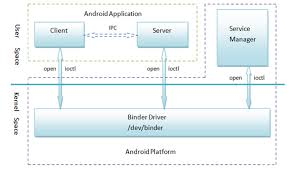 Android Application
Client
IPC
Server
Service
Manager
User
Space
open
ioctl
open
ioctl
open
ioctl
Kernel
Space
Binder Driver
/dev/binder
Android Platform